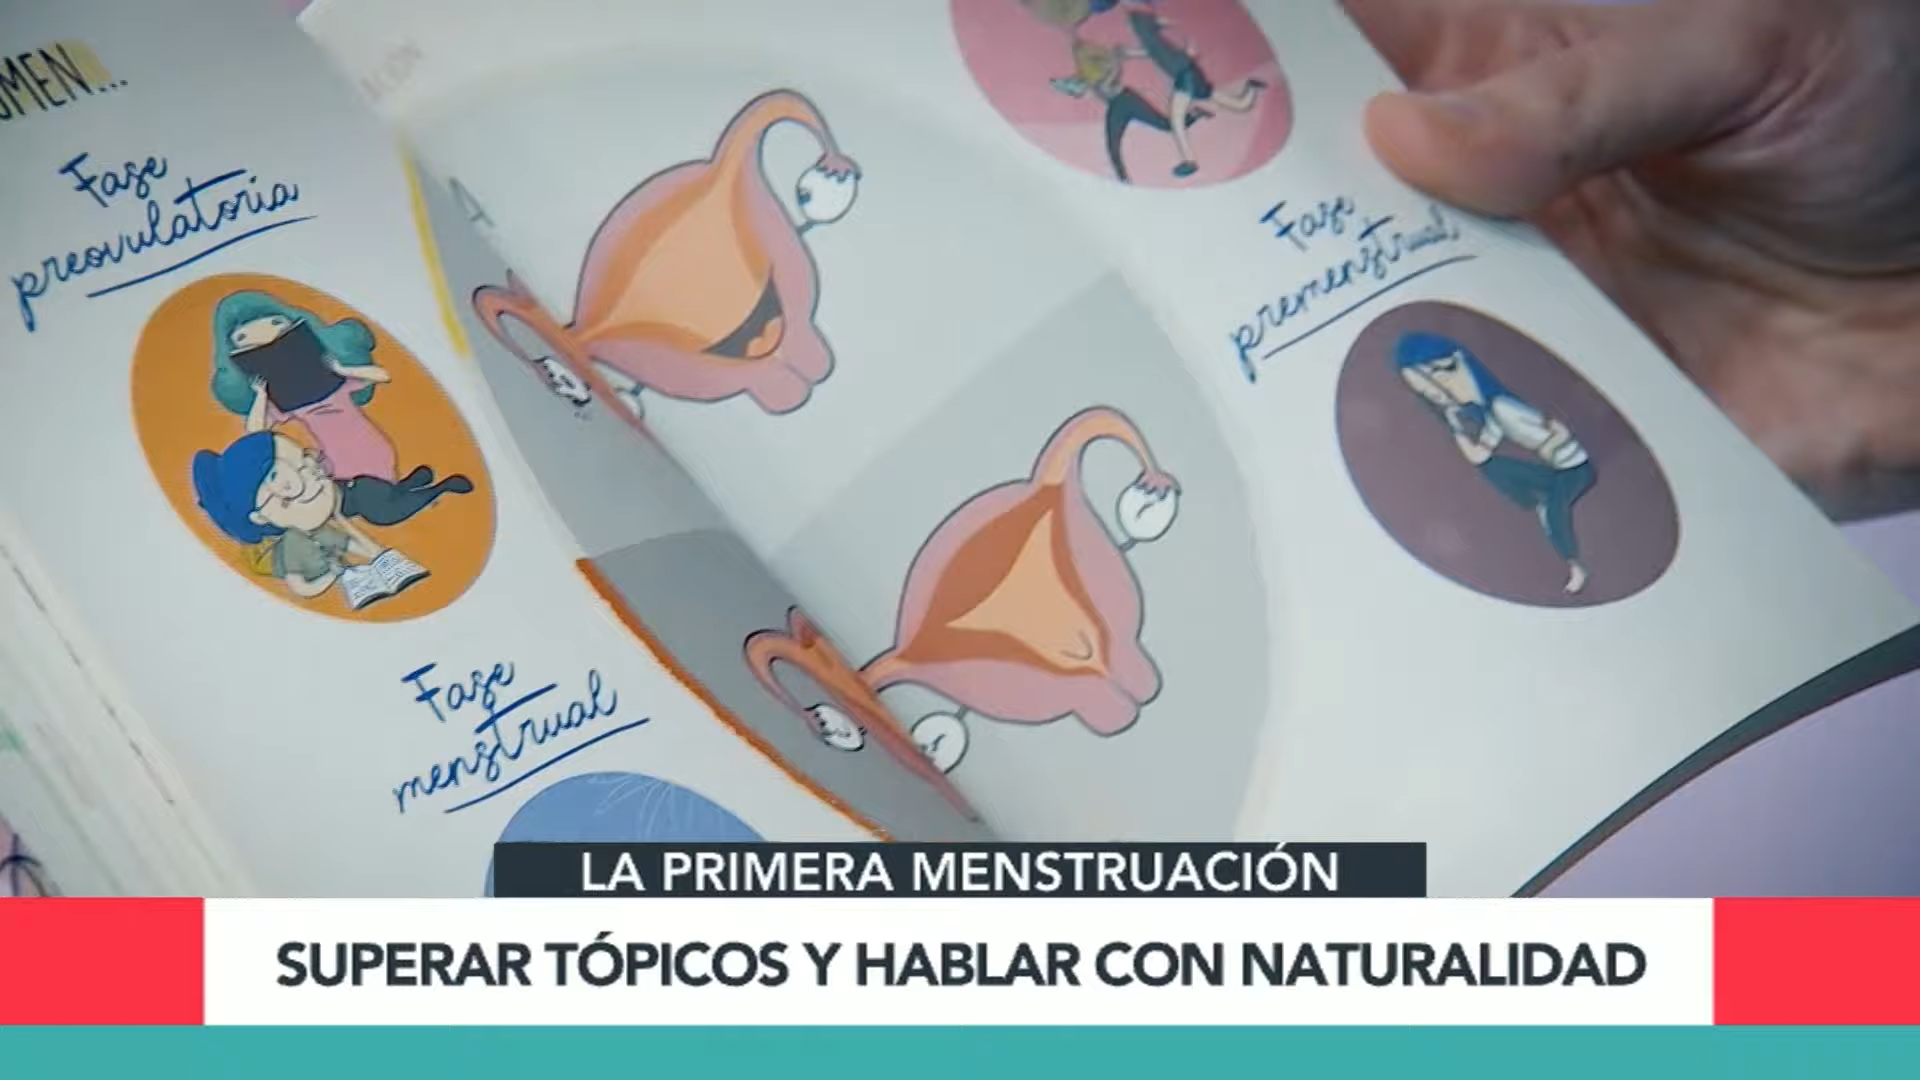 Fase
preovulatoria
Fase
menstrual
Fase
premenstrual
LA PRIMERA MENSTRUACIÓN
SUPERAR TÓPICOS Y HABLAR CON NATURALIDAD